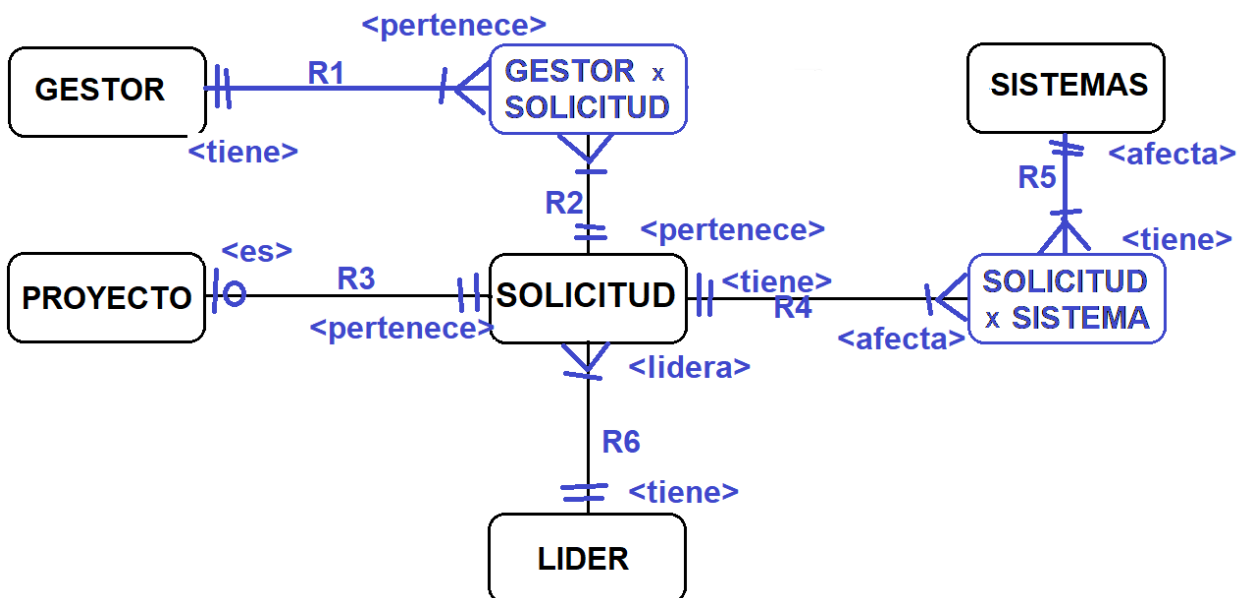 <pertenece>
GESTOR
R1
GESTOR x
SOLICITUD
SISTEMAS
<tiene>
<afecta>
R5
R2
<pertenece>
<tiene>
<es>
PROYECTO
R3
SOLICITUD
<tiene>
R4
SOLICITUD
x SISTEMA
<pertenece>
<afecta>
<lidera>
R6
<tiene>
LIDER